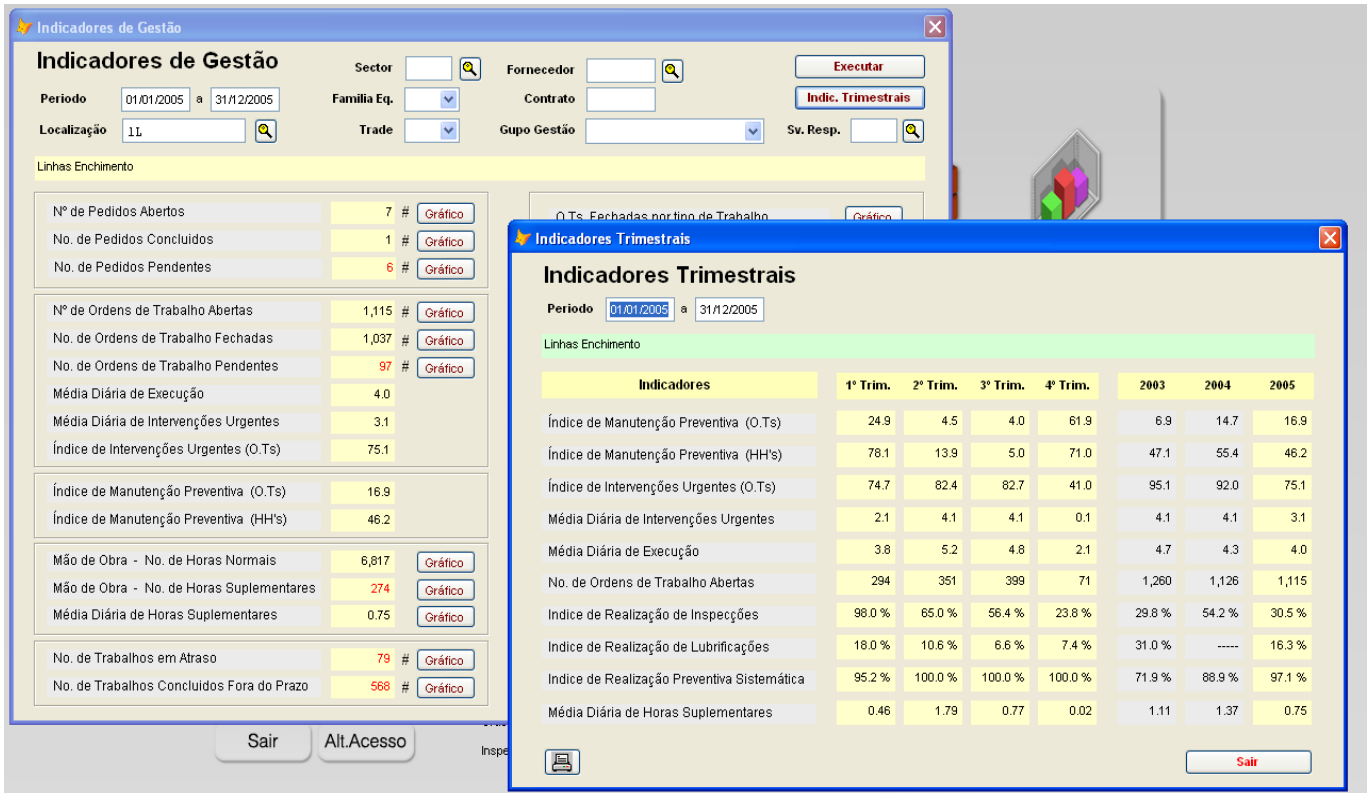 Indicadores de Gestão
Indicadores de Gestão
Sector
Fornecedor
Executar
Periodo 01/01/2005 a 31/12/2005
Familia Eq.
Contrato
Indic. Trimestrais
Localização 1L
Trade
Gupo Gestão
Sv. Resp.
Linhas Enchimento
Nº de Pedidos Abertos 7 # Gráfico
No. de Pedidos Concluidos 1 # Gráfico
No. de Pedidos Pendentes 6 # Gráfico
Nº de Ordens de Trabalho Abertas 1,115 # Gráfico
No. de Ordens de Trabalho Fechadas 1,037 # Gráfico
No. de Ordens de Trabalho Pendentes 97 # Gráfico
Média Diária de Execução 4.0
Média Diária de Intervenções Urgentes 3.1
Índice de Intervenções Urgentes (O.Ts) 75.1
Índice de Manutenção Preventiva (O.Ts) 16.9
Índice de Manutenção Preventiva (HH's) 46.2
Mão de Obra - No. de Horas Normais 6,817 Gráfico
Mão de Obra - No. de Horas Suplementares 274 Gráfico
Média Diária de Horas Suplementares 0.75 Gráfico
No. de Trabalhos em Atraso 79 # Gráfico
No. de Trabalhos Concluidos Fora do Prazo 568 # Gráfico
O.Ts. Fechadas por tipo de Trabalho Gráfico
Indicadores Trimestrais
Indicadores Trimestrais
Periodo 01/01/2005 a 31/12/2005
Linhas Enchimento
Indicadores 1º Trim. 2º Trim. 3º Trim. 4º Trim. 2003 2004 2005
Índice de Manutenção Preventiva (O.Ts) 24.9 4.5 4.0 61.9 6.9 14.7 16.9
Índice de Manutenção Preventiva (HH's) 78.1 13.9 5.0 71.0 47.1 55.4 46.2
Índice de Intervenções Urgentes (O.Ts) 74.7 82.4 82.7 41.0 95.1 92.0 75.1
Média Diária de Intervenções Urgentes 2.1 4.1 4.1 0.1 4.1 4.1 3.1
Média Diária de Execução 3.8 5.2 4.8 2.1 4.7 4.3 4.0
No. de Ordens de Trabalho Abertas 294 351 399 71 1,260 1,126 1,115
Indice de Realização de Inspecções 98.0 % 65.0 % 56.4 % 23.8 % 29.8 % 54.2 % 30.5 %
Indice de Realização de Lubrificações 18.0 % 10.6 % 6.6 % 7.4 % 31.0 % ----- 16.3 %
Indice de Realização Preventiva Sistemática 95.2 % 100.0 % 100.0 % 100.0 % 71.9 % 88.9 % 97.1 %
Média Diária de Horas Suplementares 0.46 1.79 0.77 0.02 1.11 1.37 0.75
Sair
Sair
Alt.Acesso
Inspe